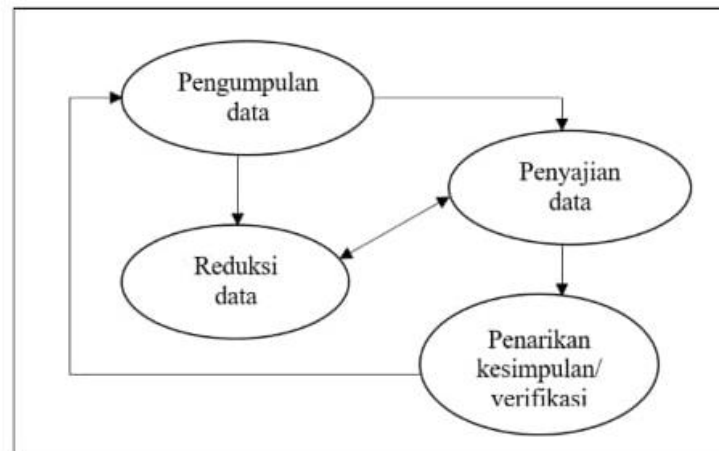 Pengumpulan
data
Penyajian
data
Reduksi
data
Penarikan
kesimpulan/
verifikasi